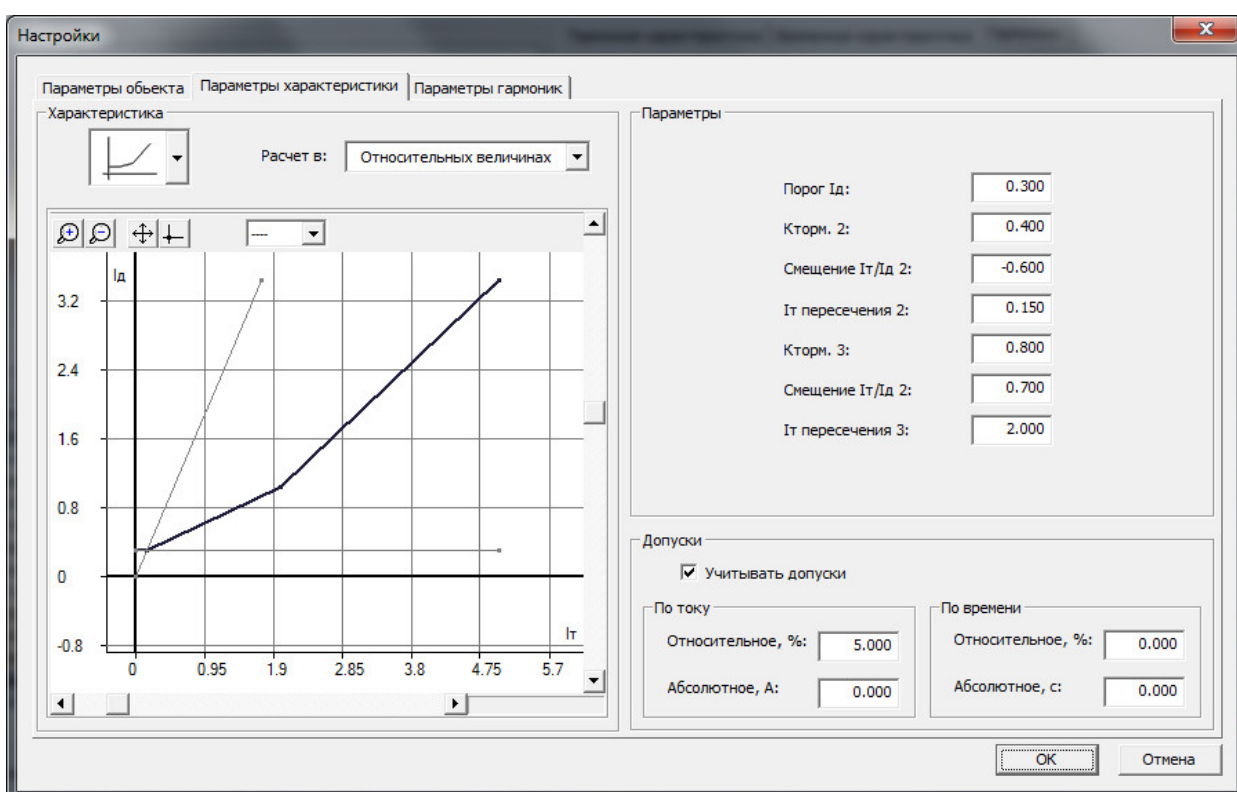 Настройки
Параметры обьекта Параметры характеристики Параметры гармоник
Характеристика
Расчет в: Относительных величинах
Iд
3.2
2.4
1.6
0.8
0
-0.8
Iт
0 0.95 1.9 2.85 3.8 4.75 5.7
Параметры
Порог Iд: 0.300
Кторм. 2: 0.400
Смещение Iт/Iд 2: -0.600
Iт пересечения 2: 0.150
Кторм. 3: 0.800
Смещение Iт/Iд 2: 0.700
Iт пересечения 3: 2.000
Допуски
Учитывать допуски
По току
Относительное, %: 5.000
Абсолютное, А: 0.000
По времени
Относительное, %: 0.000
Абсолютное, с: 0.000
OK Отмена